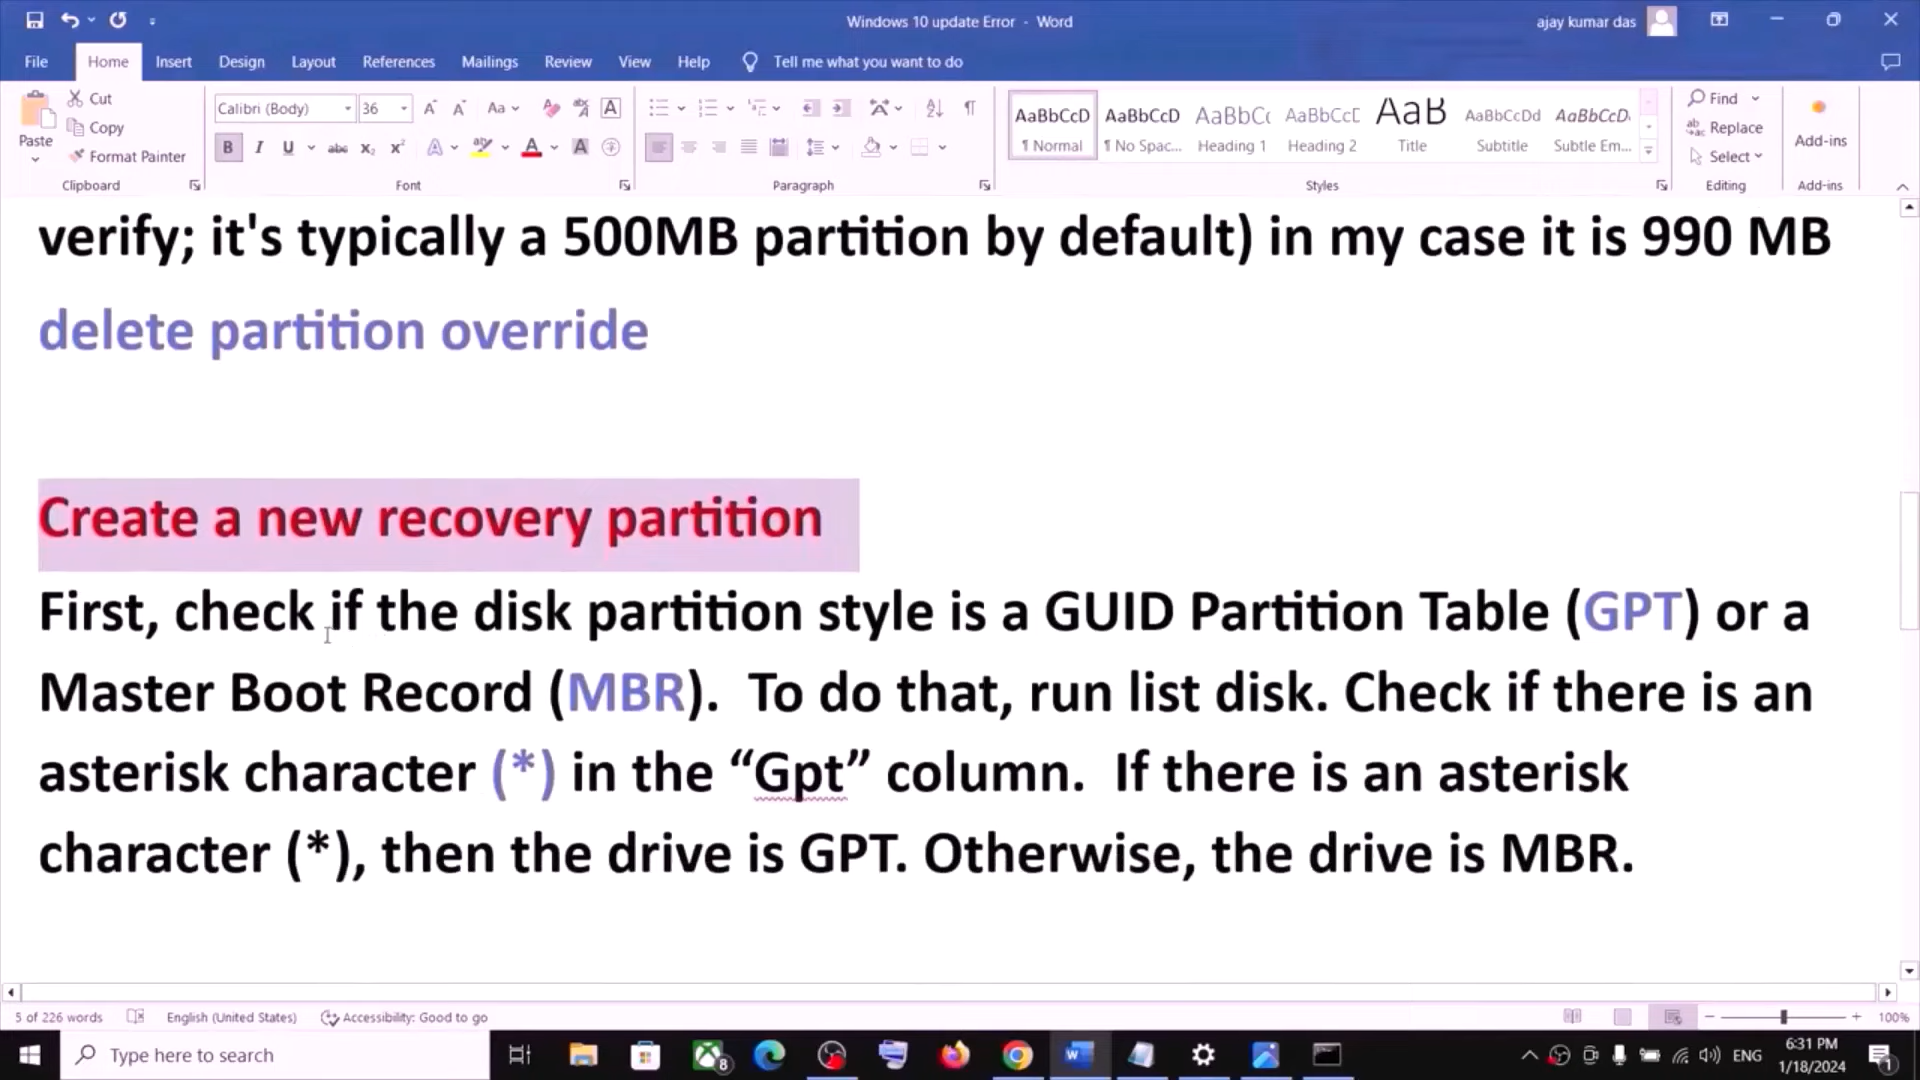 Windows 10 update Error - Word
ajay kumar das
File Home Insert Design Layout References Mailings Review View Help Tell me what you want to do
Paste
Cut
Copy
Format Painter
Clipboard
Calibri (Body) 36
Font
Paragraph
AaBbCcD
¶ Normal
AaBbCcD
¶ No Spac...
AaBbC
Heading 1
AaBbCcE
Heading 2
AaB
Title
AaBbCcDd
Subtitle
AaBbCcD.
Subtle Em...
Styles
Find
Replace
Select
Editing
Add-ins
Add-ins
verify; it's typically a 500MB partition by default) in my case it is 990 MB
delete partition override
Create a new recovery partition
First, check if the disk partition style is a GUID Partition Table (GPT) or a
Master Boot Record (MBR). To do that, run list disk. Check if there is an
asterisk character (*) in the “Gpt” column. If there is an asterisk
character (*), then the drive is GPT. Otherwise, the drive is MBR.
5 of 226 words English (United States) Accessibility: Good to go 100%
Type here to search
8
ENG
6:31 PM
1/18/2024
1